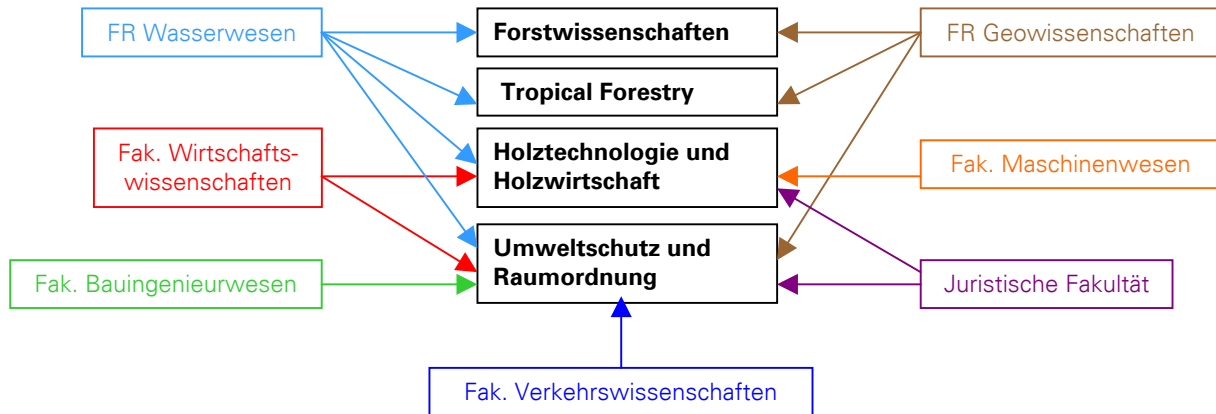 FR Wasserwesen
Forstwissenschaften
FR Geowissenschaften
Tropical Forestry
Fak. Wirtschafts-
wissenschaften
Holztechnologie und
Holzwirtschaft
Fak. Maschinenwesen
Umweltschutz und
Raumordnung
Fak. Bauingenieurwesen
Juristische Fakultät
Fak. Verkehrswissenschaften